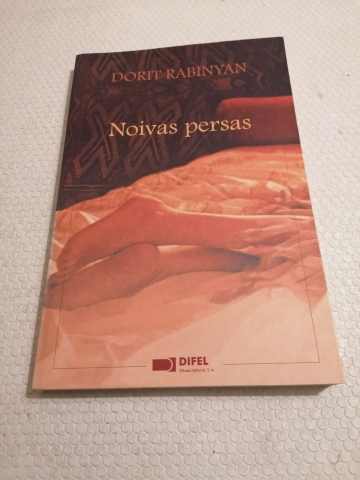 DORIT RABINYAN
Noivas persas
DIFEL